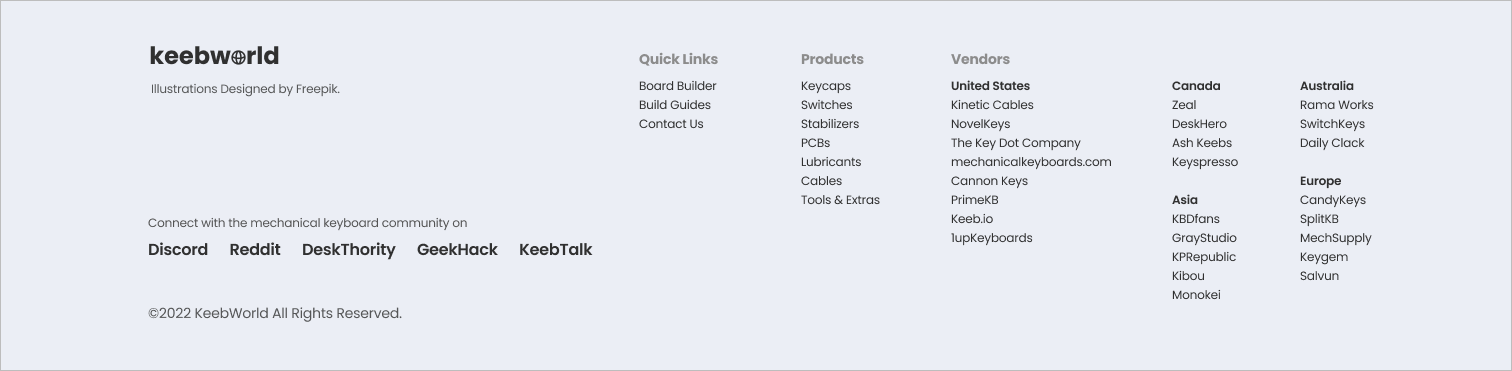 keebworld
Illustrations Designed by Freepik.
Connect with the mechanical keyboard community on
Discord Reddit DeskThority GeekHack KeebTalk
©2022 KeebWorld All Rights Reserved.
Quick Links
Board Builder
Build Guides
Contact Us
Products
Keycaps
Switches
Stabilizers
PCBs
Lubricants
Cables
Tools & Extras
Vendors
United States
Kinetic Cables
NovelKeys
The Key Dot Company
mechanicalkeyboards.com
Cannon Keys
PrimeKB
Keeb.io
1upKeyboards
Canada
Zeal
DeskHero
Ash Keebs
Keyspresso
Asia
KBDfans
GrayStudio
KPRepublic
Kibou
Monokei
Australia
Rama Works
SwitchKeys
Daily Clack
Europe
CandyKeys
SplitKB
MechSupply
Keygem
Salvun